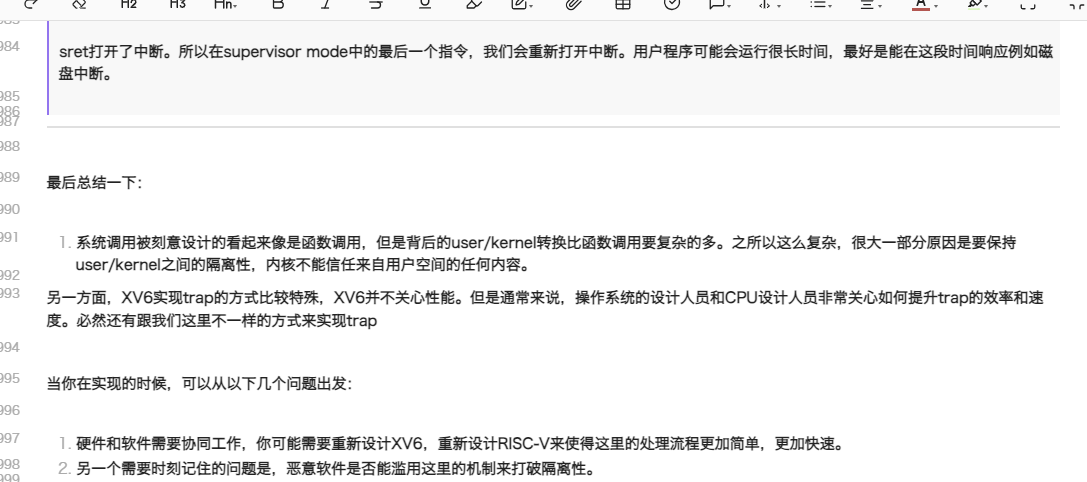 H2 H3 Hn. B I S U A
983
984
sret打开了中断。所以在supervisor mode中的最后一个指令，我们会重新打开中断。用户程序可能会运行很长时间，最好是能在这段时间响应例如磁
盘中断。
985
986
987
988
989
最后总结一下：
990
991
1. 系统调用被刻意设计的看起来像是函数调用，但是背后的user/kernel转换比函数调用要复杂的多。之所以这么复杂，很大一部分原因是要保持
user/kernel之间的隔离性，内核不能信任来自用户空间的任何内容。
992
993
另一方面，XV6实现trap的方式比较特殊，XV6并不关心性能。但是通常来说，操作系统的设计人员和CPU设计人员非常关心如何提升trap的效率和速
度。必然还有跟我们这里不一样的方式来实现trap
994
995
当你在实现的时候，可以从以下几个问题出发：
996
997
1. 硬件和软件需要协同工作，你可能需要重新设计XV6，重新设计RISC-V来使得这里的处理流程更加简单，更加快速。
998
2. 另一个需要时刻记住的问题是，恶意软件是否能滥用这里的机制来打破隔离性。
999